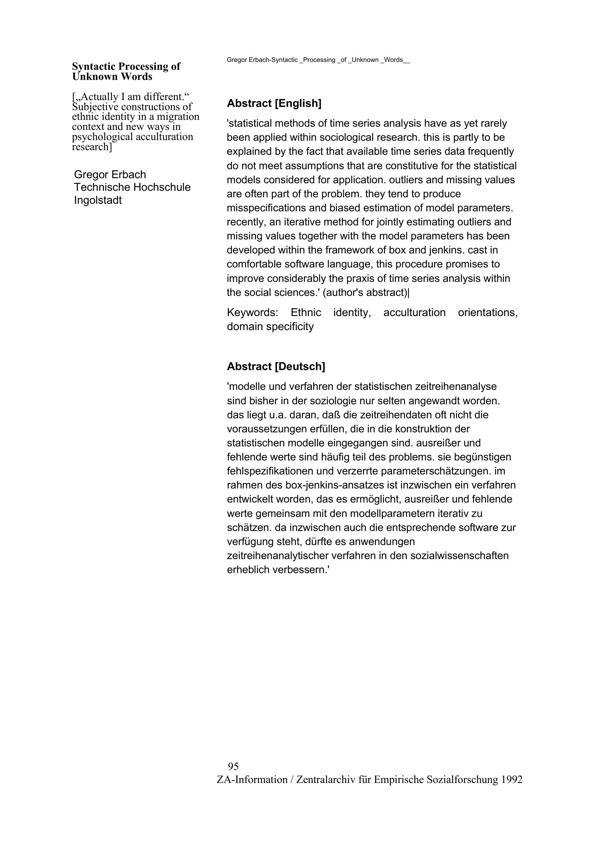 Syntactic Processing of
Unknown Words
[„Actually I am different.“
Subjective constructions of
ethnic identity in a migration
context and new ways in
psychological acculturation
research]
Gregor Erbach
Technische Hochschule
Ingolstadt
Gregor Erbach-Syntactic _Processing _of _Unknown _Words__
Abstract [English]
'statistical methods of time series analysis have as yet rarely
been applied within sociological research. this is partly to be
explained by the fact that available time series data frequently
do not meet assumptions that are constitutive for the statistical
models considered for application. outliers and missing values
are often part of the problem. they tend to produce
misspecifications and biased estimation of model parameters.
recently, an iterative method for jointly estimating outliers and
missing values together with the model parameters has been
developed within the framework of box and jenkins. cast in
comfortable software language, this procedure promises to
improve considerably the praxis of time series analysis within
the social sciences.' (author's abstract)|
Keywords: Ethnic identity, acculturation orientations,
domain specificity
Abstract [Deutsch]
'modelle und verfahren der statistischen zeitreihenanalyse
sind bisher in der soziologie nur selten angewandt worden.
das liegt u.a. daran, daß die zeitreihendaten oft nicht die
voraussetzungen erfüllen, die in die konstruktion der
statistischen modelle eingegangen sind. ausreißer und
fehlende werte sind häufig teil des problems. sie begünstigen
fehlspezifikationen und verzerrte parameterschätzungen. im
rahmen des box-jenkins-ansatzes ist inzwischen ein verfahren
entwickelt worden, das es ermöglicht, ausreißer und fehlende
werte gemeinsam mit den modellparametern iterativ zu
schätzen. da inzwischen auch die entsprechende software zur
verfügung steht, dürfte es anwendungen
zeitreihenanalytischer verfahren in den sozialwissenschaften
erheblich verbessern.'
95
ZA-Information / Zentralarchiv für Empirische Sozialforschung 1992